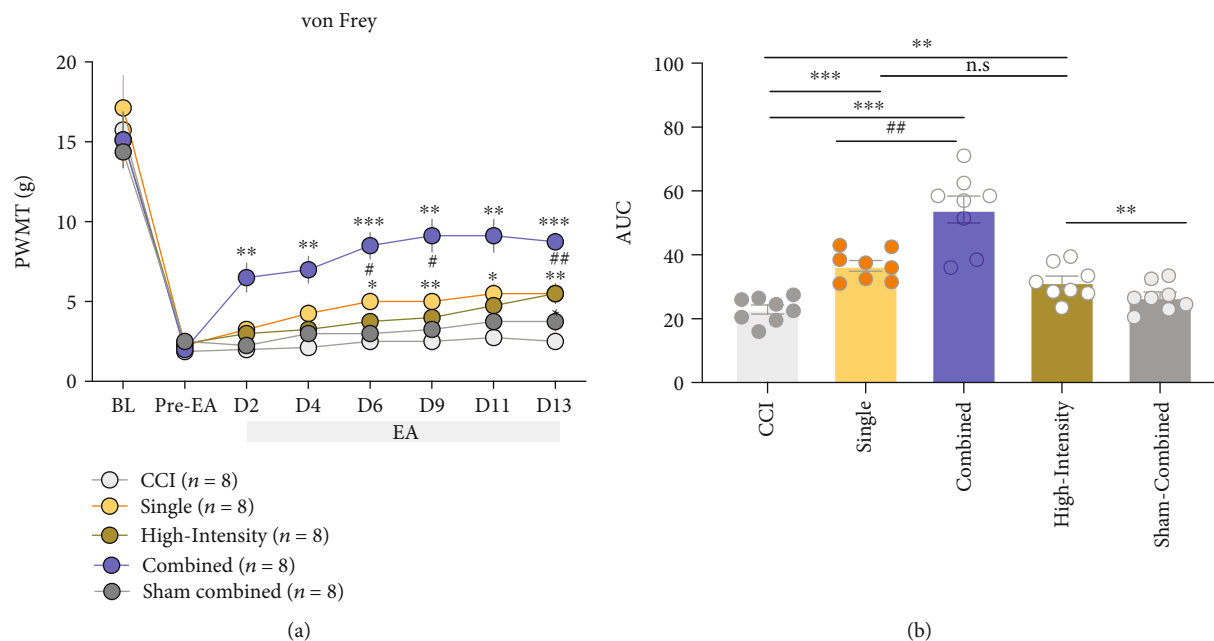 von Frey
PWMT (g)
20
15
10
5
0
** ** *** ** ** ***
# # ##
* ** * **
*
BL Pre-EA D2 D4 D6 D9 D11 D13
EA
CCI (n = 8)
Single (n = 8)
High-Intensity (n = 8)
Combined (n = 8)
Sham combined (n = 8)
(a)
AUC
100
80
60
40
20
0
**
n.s
***
***
##
**
CCI
Single
Combined
High-Intensity
Sham-Combined
(b)